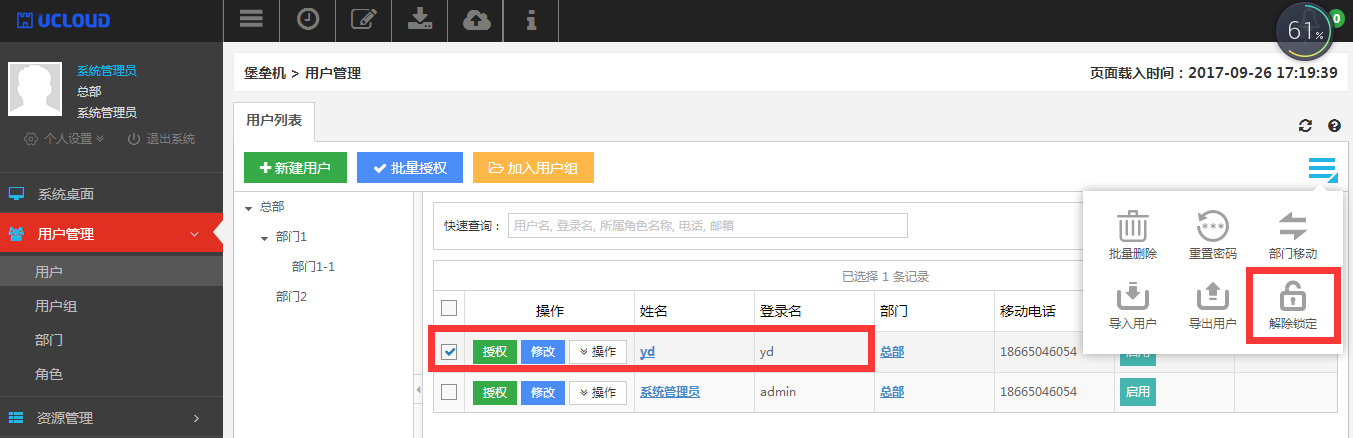 UCLOUD
61%
0
系统管理员
总部
系统管理员
个人设置
退出系统
系统桌面
用户管理
用户
用户组
部门
角色
资源管理
堡垒机 > 用户管理
页面载入时间：2017-09-26 17:19:39
用户列表
新建用户
批量授权
加入用户组
总部
部门1
部门1-1
部门2
快速查询：
用户名, 登录名, 所属角色名称, 电话, 邮箱
批量删除
重置密码
部门移动
导入用户
导出用户
解除锁定
已选择 1 条记录
操作 姓名 登录名 部门 移动电话
授权 修改 操作 yd yd 总部 18665046054 启用
授权 修改 操作 系统管理员 admin 总部 18665046054 启用